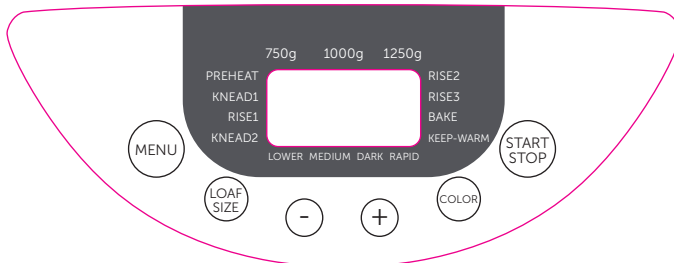 750g 1000g 1250g
PREHEAT
KNEAD1
RISE1
KNEAD2
RISE2
RISE3
BAKE
KEEP-WARM
LOWER MEDIUM DARK RAPID
MENU
LOAF
SIZE
-
+
COLOR
START
STOP